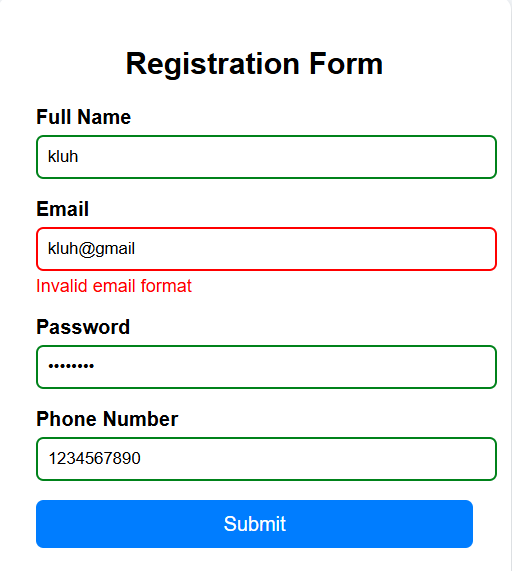 Registration Form
Full Name
kluh
Email
kluh@gmail
Invalid email format
Password
••••••••
Phone Number
1234567890
Submit